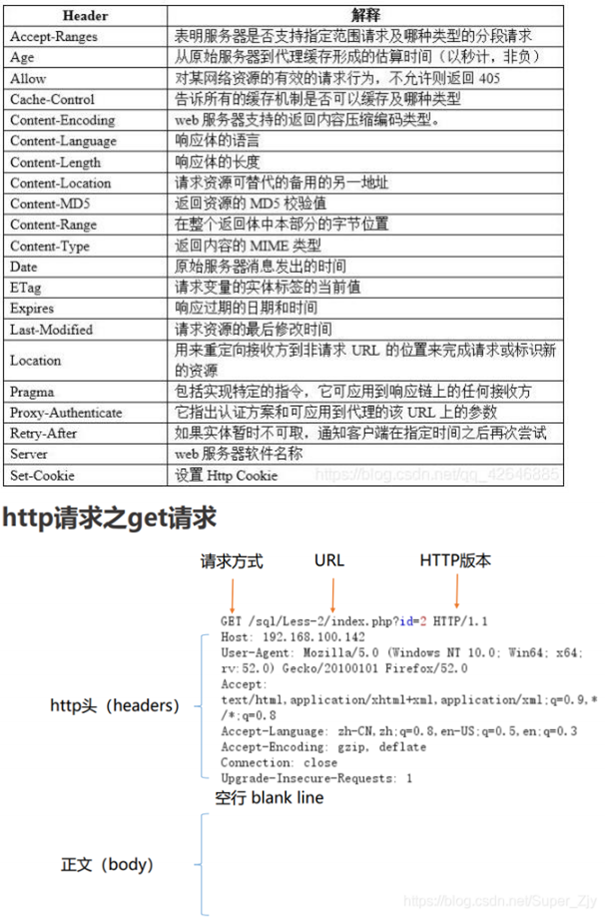 Header 解释
Accept-Ranges 表明服务器是否支持指定范围请求及哪种类型的分段请求
Age 从原始服务器到代理缓存形成的估算时间（以秒计，非负）
Allow 对某网络资源的有效的请求行为，不允许则返回 405
Cache-Control 告诉所有的缓存机制是否可以缓存及哪种类型
Content-Encoding web 服务器支持的返回内容压缩编码类型。
Content-Language 响应体的语言
Content-Length 响应体的长度
Content-Location 请求资源可替代的备用的另一地址
Content-MD5 返回资源的 MD5 校验值
Content-Range 在整个返回体中本部分的字节位置
Content-Type 返回内容的 MIME 类型
Date 原始服务器消息发出的时间
ETag 请求变量的实体标签的当前值
Expires 响应过期的日期和时间
Last-Modified 请求资源的最后修改时间
Location 用来重定向接收方到非请求 URL 的位置来完成请求或标识新
的资源
Pragma 包括实现特定的指令，它可应用到响应链上的任何接收方
Proxy-Authenticate 它指出认证方案和可应用到代理的该 URL 上的参数
Retry-After 如果实体暂时不可取，通知客户端在指定时间之后再次尝试
Server web 服务器软件名称
Set-Cookie 设置 Http Cookie https://blog.csdn.net/qq_42646885
http请求之get请求
请求方式 URL HTTP版本
GET /sql/Less-2/index.php?id=2 HTTP/1.1
Host: 192.168.100.142
User-Agent: Mozilla/5.0 (Windows NT 10.0; Win64; x64;
rv:52.0) Gecko/20100101 Firefox/52.0
Accept:
text/html,application/xhtml+xml,application/xml;q=0.9,*
/*;q=0.8
http头（headers）
Accept-Language: zh-CN,zh;q=0.8,en-US;q=0.5,en;q=0.3
Accept-Encoding: gzip, deflate
Connection: close
Upgrade-Insecure-Requests: 1
空行 blank line
正文（body）
https://blog.csdn.net/Super_Zjy